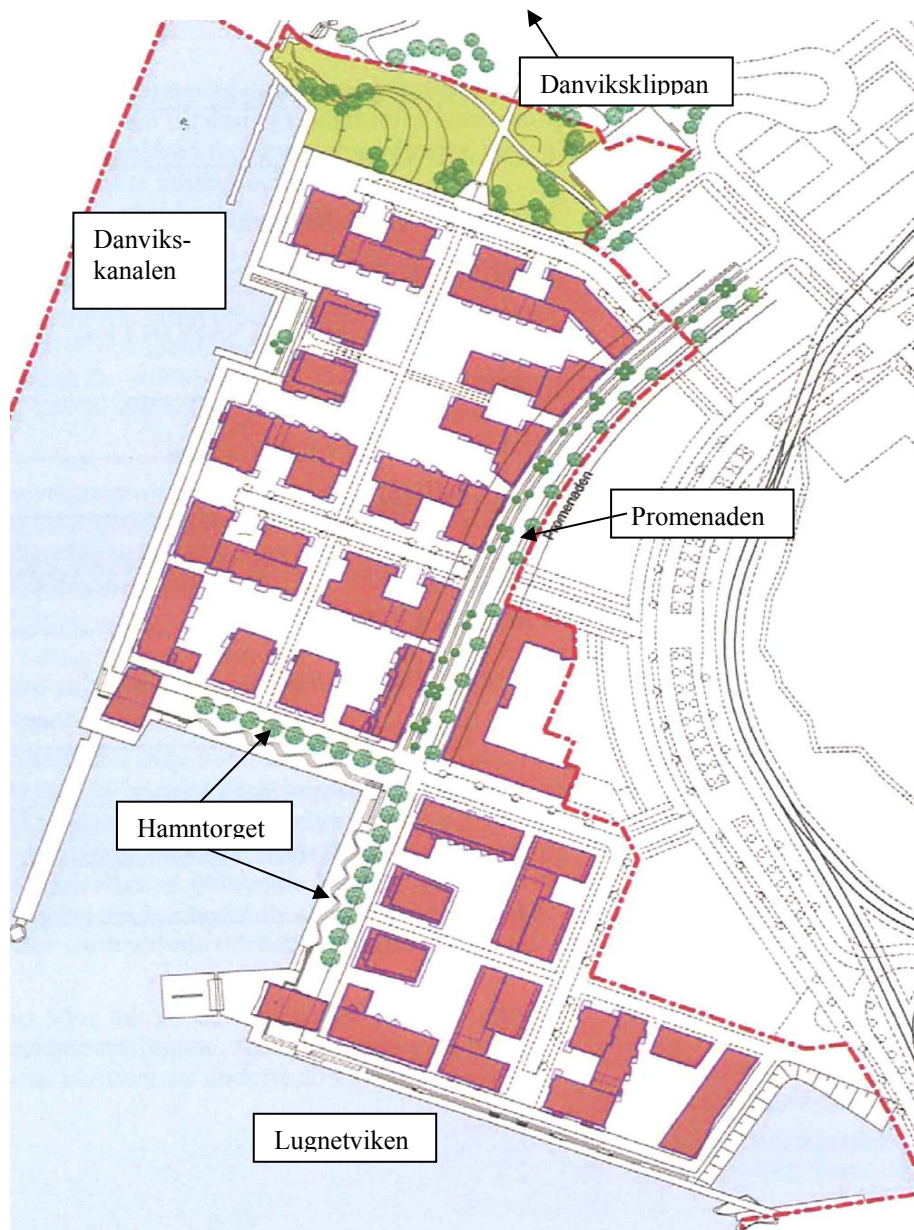 Danviksklippan
Danviks-
kanalen
Promenaden
Promenaden
Hamntorget
Lugnetviken